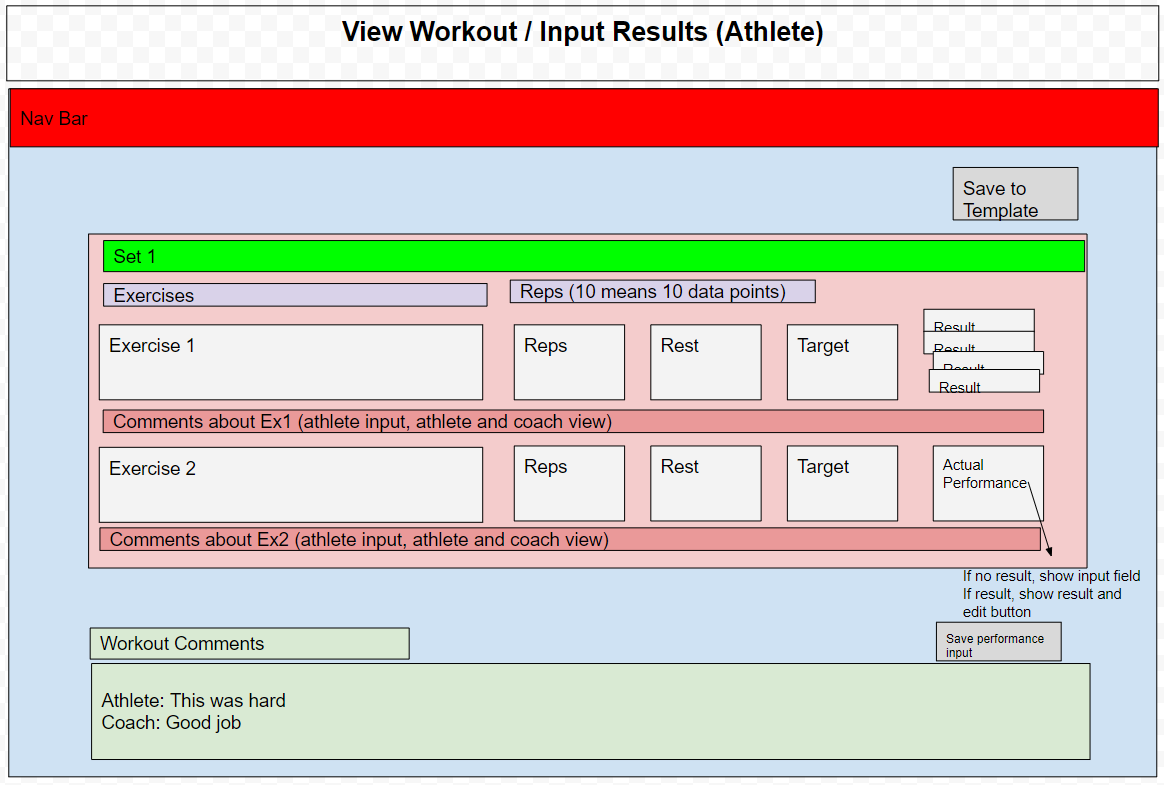 View Workout / Input Results (Athlete)
Nav Bar
Save to
Template
Set 1
Exercises
Reps (10 means 10 data points)
Exercise 1
Reps
Rest
Target
Result
Result
Result
Result
Comments about Ex1 (athlete input, athlete and coach view)
Exercise 2
Reps
Rest
Target
Actual
Performance
Comments about Ex2 (athlete input, athlete and coach view)
If no result, show input field
If result, show result and
edit button
Workout Comments
Save performance
input
Athlete: This was hard
Coach: Good job